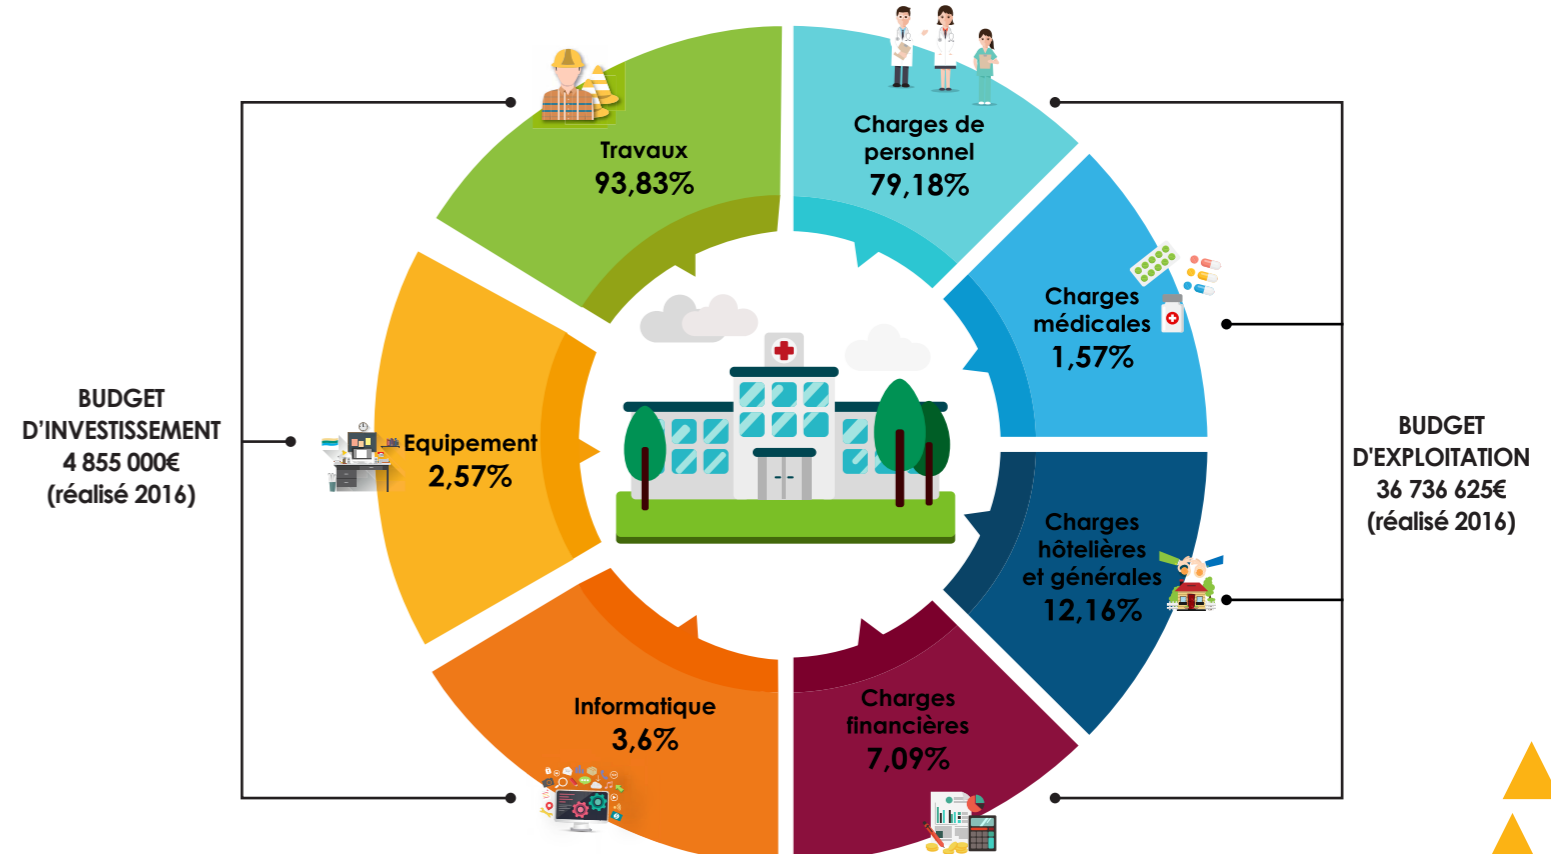 Travaux
93,83%
Charges de
personnel
79,18%
Charges
médicales
1,57%
Equipement
2,57%
BUDGET
D'INVESTISSEMENT
4 855 000€
(réalisé 2016)
BUDGET
D'EXPLOITATION
36 736 625€
(réalisé 2016)
Charges
hôtelières
et générales
12,16%
Informatique
3,6%
Charges
financières
7,09%